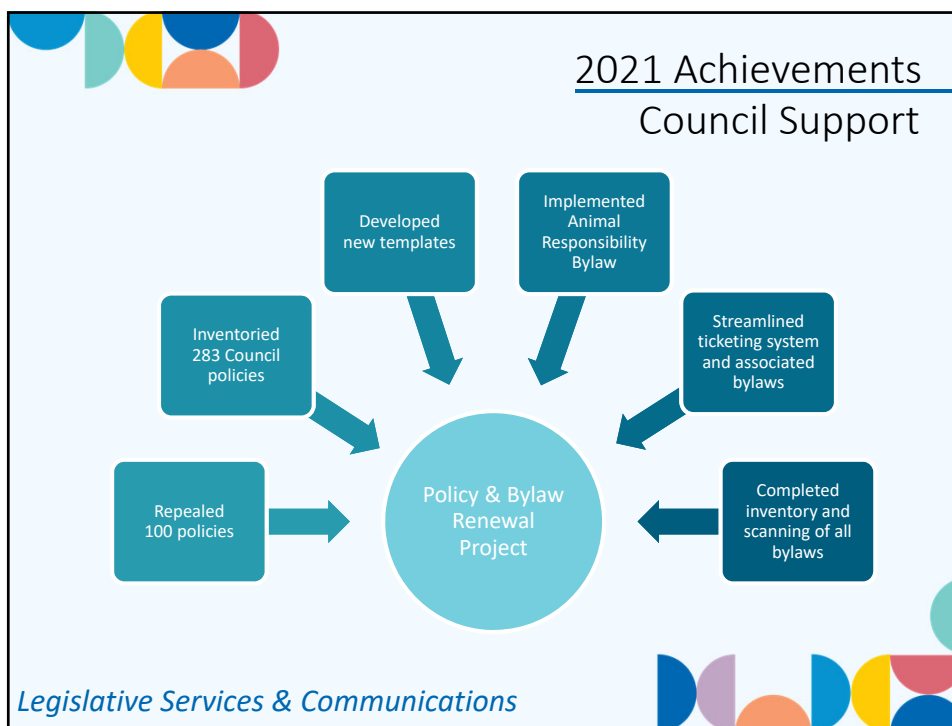 2021 Achievements
Council Support
Developed
new templates
Implemented
Animal
Responsibility
Bylaw
Inventoried
283 Council
policies
Streamlined
ticketing system
and associated
bylaws
Repealed
100 policies
Policy & Bylaw
Renewal
Project
Completed
inventory and
scanning of all
bylaws
Legislative Services & Communications